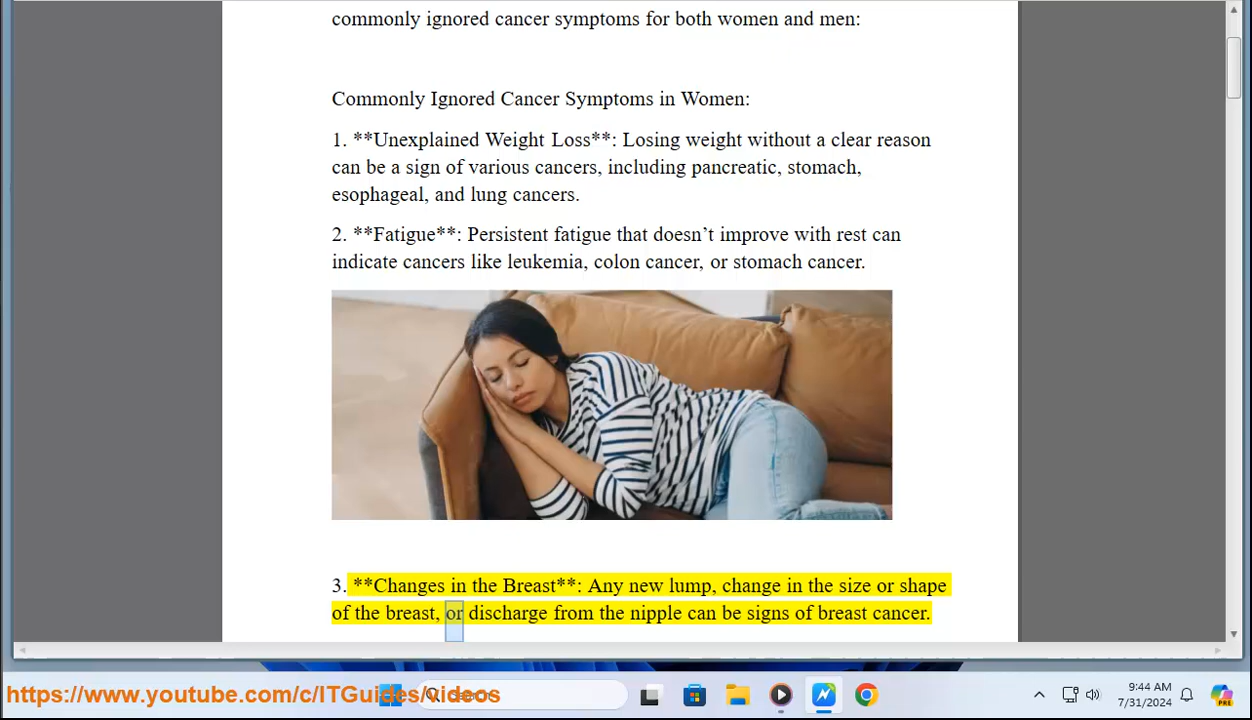 commonly ignored cancer symptoms for both women and men:
Commonly Ignored Cancer Symptoms in Women:
1. **Unexplained Weight Loss**: Losing weight without a clear reason
can be a sign of various cancers, including pancreatic, stomach,
esophageal, and lung cancers.
2. **Fatigue**: Persistent fatigue that doesn’t improve with rest can
indicate cancers like leukemia, colon cancer, or stomach cancer.
3. **Changes in the Breast**: Any new lump, change in the size or shape
of the breast, or discharge from the nipple can be signs of breast cancer.
https://www.youtube.com/c/ITGuides/videos
9:44 AM
7/31/2024
PRE